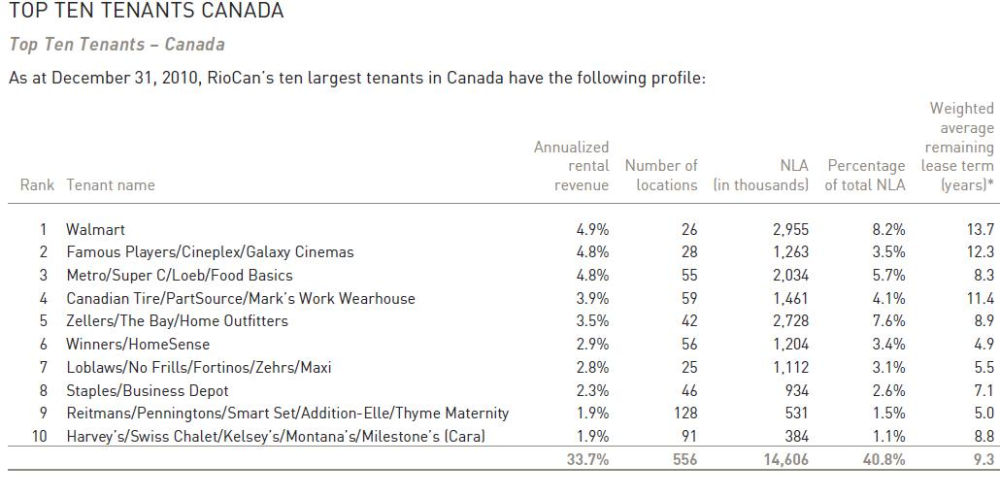 TOP TEN TENANTS CANADA
Top Ten Tenants – Canada
As at December 31, 2010, RioCan's ten largest tenants in Canada have the following profile:
Rank Tenant name Annualized rental revenue Number of locations NLA (in thousands) Percentage of total NLA Weighted average remaining lease term (years)*
1 Walmart 4.9% 26 2,955 8.2% 13.7
2 Famous Players/Cineplex/Galaxy Cinemas 4.8% 28 1,263 3.5% 12.3
3 Metro/Super C/Loeb/Food Basics 4.8% 55 2,034 5.7% 8.3
4 Canadian Tire/PartSource/Mark's Work Wearhouse 3.9% 59 1,461 4.1% 11.4
5 Zellers/The Bay/Home Outfitters 3.5% 42 2,728 7.6% 8.9
6 Winners/HomeSense 2.9% 56 1,204 3.4% 4.9
7 Loblaws/No Frills/Fortinos/Zehrs/Maxi 2.8% 25 1,112 3.1% 5.5
8 Staples/Business Depot 2.3% 46 934 2.6% 7.1
9 Reitmans/Penningtons/Smart Set/Addition-Elle/Thyme Maternity 1.9% 128 531 1.5% 5.0
10 Harvey's/Swiss Chalet/Kelsey's/Montana's/Milestone's (Cara) 1.9% 91 384 1.1% 8.8
33.7% 556 14,606 40.8% 9.3